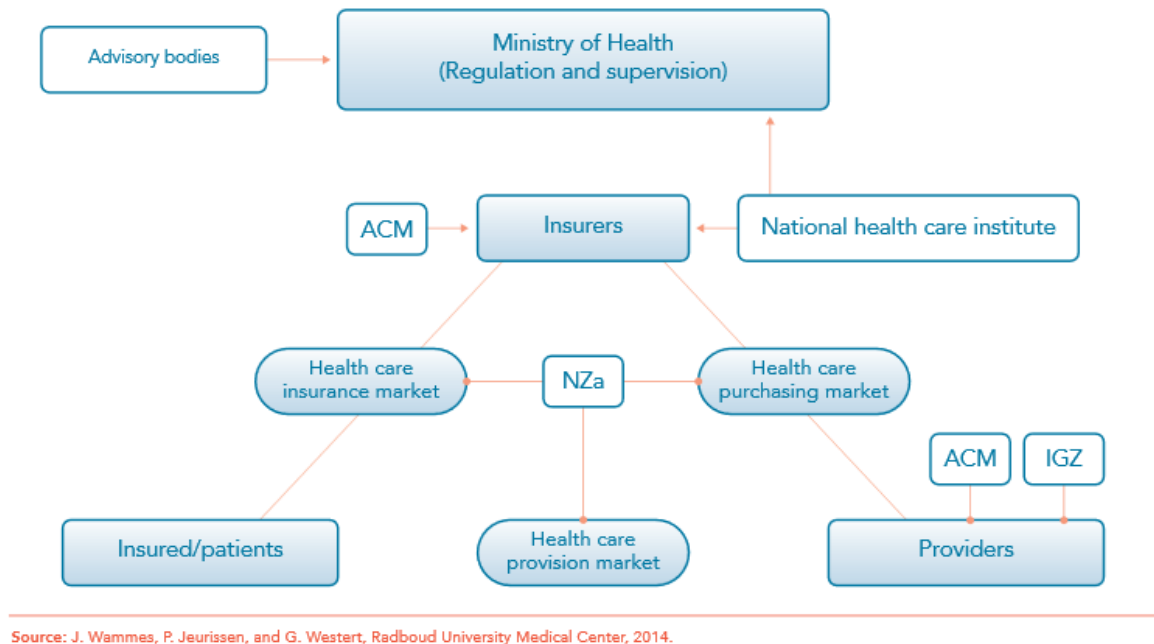 Advisory bodies
Ministry of Health
(Regulation and supervision)
ACM
Insurers
National health care institute
Health care
insurance market
NZa
Health care
purchasing market
ACM
IGZ
Insured/patients
Health care
provision market
Providers
Source: J. Wammes, P. Jeurissen, and G. Westert, Radboud University Medical Center, 2014.